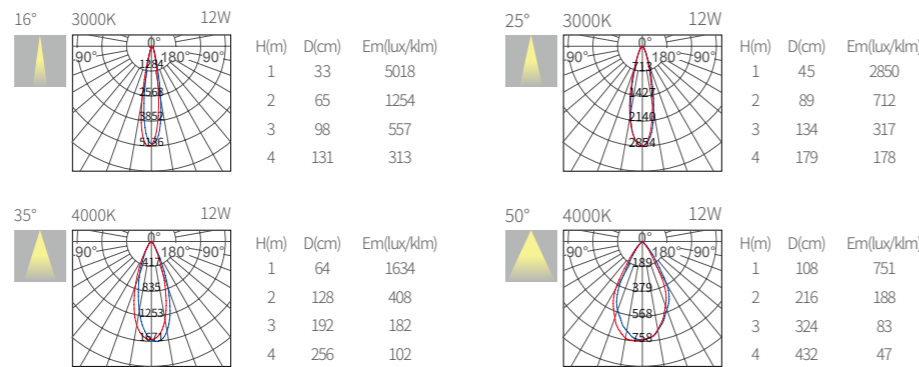 16° 3000K 12W
0°
90° 180° 90°
1284
2568
3852
5136
H(m) D(cm) Em(lux/klm)
1 33 5018
2 65 1254
3 98 557
4 131 313
25° 3000K 12W
0°
90° 180° 90°
713
1427
2140
2854
H(m) D(cm) Em(lux/klm)
1 45 2850
2 89 712
3 134 317
4 179 178
35° 4000K 12W
0°
90° 180° 90°
417
835
1253
1671
H(m) D(cm) Em(lux/klm)
1 64 1634
2 128 408
3 192 182
4 256 102
50° 4000K 12W
0°
90° 180° 90°
189
379
568
758
H(m) D(cm) Em(lux/klm)
1 108 751
2 216 188
3 324 83
4 432 47